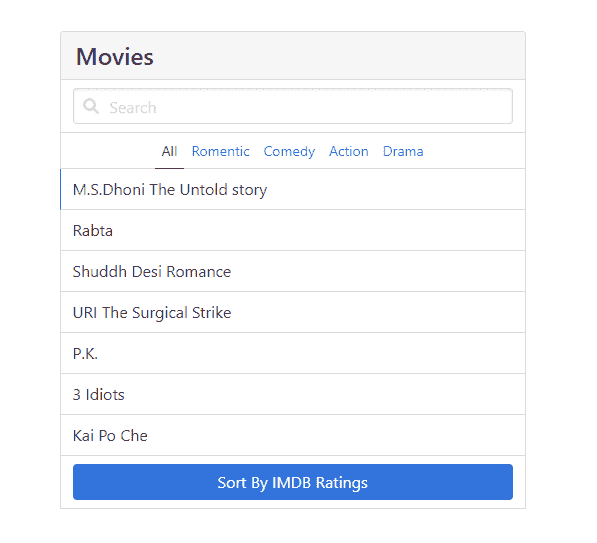 Movies
Search
All Romentic Comedy Action Drama
M.S.Dhoni The Untold story
Rabta
Shuddh Desi Romance
URI The Surgical Strike
P.K.
3 Idiots
Kai Po Che
Sort By IMDB Ratings